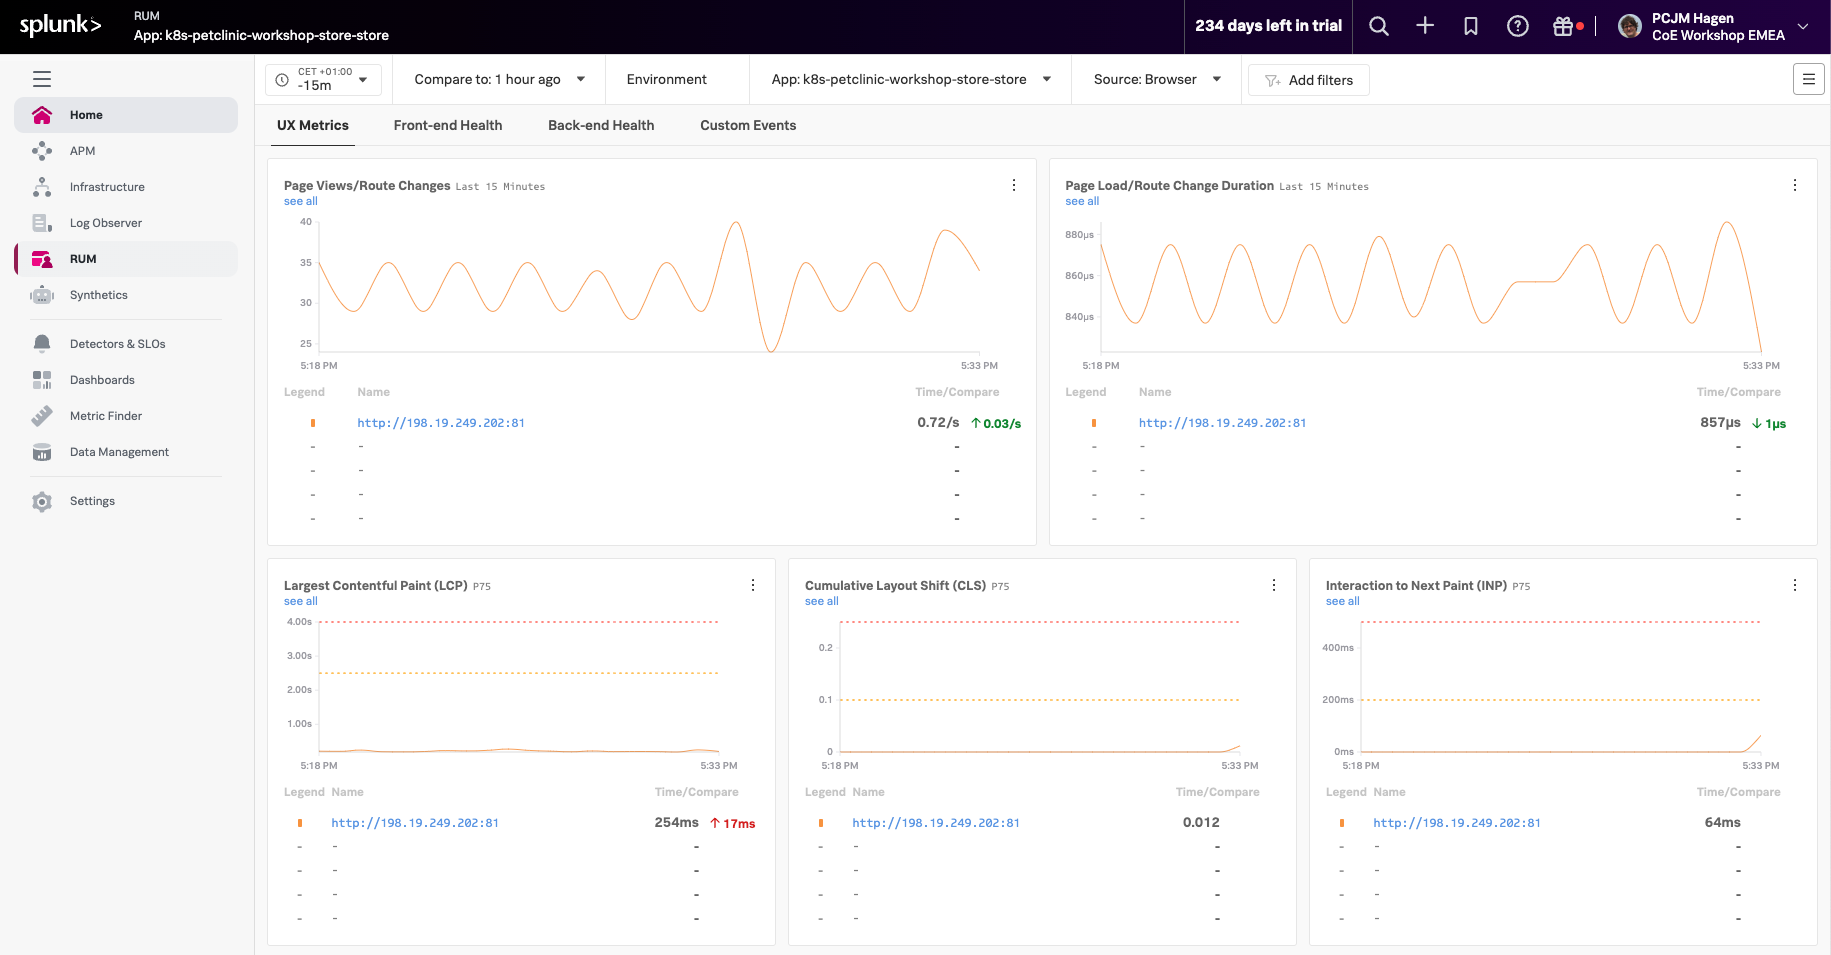 splunk>
RUM
App: k8s-petclinic-workshop-store-store
234 days left in trial
PCJM Hagen
CoE Workshop EMEA
CET +01:00
-15m
Compare to: 1 hour ago
Environment
App: k8s-petclinic-workshop-store-store
Source: Browser
Add filters
Home
APM
Infrastructure
Log Observer
RUM
Synthetics
Detectors & SLOs
Dashboards
Metric Finder
Data Management
Settings
UX Metrics
Front-end Health
Back-end Health
Custom Events
Page Views/Route Changes Last 15 Minutes
see all
40
35
30
25
5:18 PM
5:33 PM
Legend Name Time/Compare
http://198.19.249.202:81 0.72/s ↑0.03/s
- - -
- - -
- - -
- - -
Page Load/Route Change Duration Last 15 Minutes
see all
880µs
860µs
840µs
5:18 PM
5:33 PM
Legend Name Time/Compare
http://198.19.249.202:81 857µs ↓1µs
- - -
- - -
- - -
- - -
Largest Contentful Paint (LCP) P75
see all
4.00s
3.00s
2.00s
1.00s
5:18 PM
5:33 PM
Legend Name Time/Compare
http://198.19.249.202:81 254ms ↑17ms
- - -
- - -
- - -
- - -
Cumulative Layout Shift (CLS) P75
see all
0.2
0.1
0
5:18 PM
5:33 PM
Legend Name Time/Compare
http://198.19.249.202:81 0.012
- - -
- - -
- - -
- - -
Interaction to Next Paint (INP) P75
see all
400ms
200ms
0ms
5:18 PM
5:33 PM
Legend Name Time/Compare
http://198.19.249.202:81 64ms
- - -
- - -
- - -
- - -